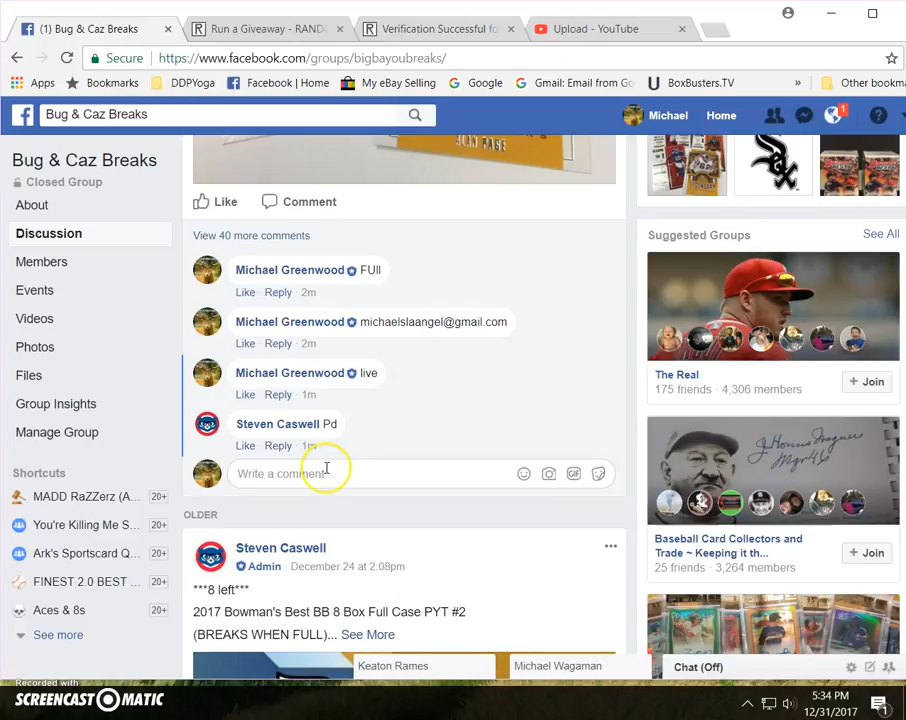 (1) Bug & Caz Breaks
Run a Giveaway - RANDO
Verification Successful fo
Upload - YouTube
Secure
https://www.facebook.com/groups/bigbayoubreaks/
Apps
Bookmarks
DDPYoga
Facebook | Home
My eBay Selling
Google
Gmail: Email from Go
BoxBusters.TV
»
Other bookma
Bug & Caz Breaks
Michael
Home
1
Bug & Caz Breaks
Closed Group
About
Discussion
Members
Events
Videos
Photos
Files
Group Insights
Manage Group
Shortcuts
MADD RaZZerz (A... 20+
You're Killing Me S... 20+
Ark's Sportscard Q... 20+
FINEST 2.0 BEST ... 20+
Aces & 8s 20+
See more
ALAN PAGE
Like
Comment
View 40 more comments
Michael Greenwood FUll
Like · Reply · 2m
Michael Greenwood michaelslaangel@gmail.com
Like · Reply · 2m
Michael Greenwood live
Like · Reply · 1m
Steven Caswell Pd
Like · Reply · 1m
Write a comment...
GIF
OLDER
Steven Caswell
Admin · December 24 at 2:08pm
***8 left***
2017 Bowman's Best BB 8 Box Full Case PYT #2
(BREAKS WHEN FULL)... See More
Keaton Rames
Michael Wagaman
Sox
Suggested Groups
See All
The Real
175 friends · 4,306 members
+ Join
Baseball Card Collectors and
Trade ~ Keeping it th...
25 friends · 3,264 members
+ Join
Chat (Off)
Recorded with
SCREENCAST-O-MATIC
5:34 PM
12/31/2017
1